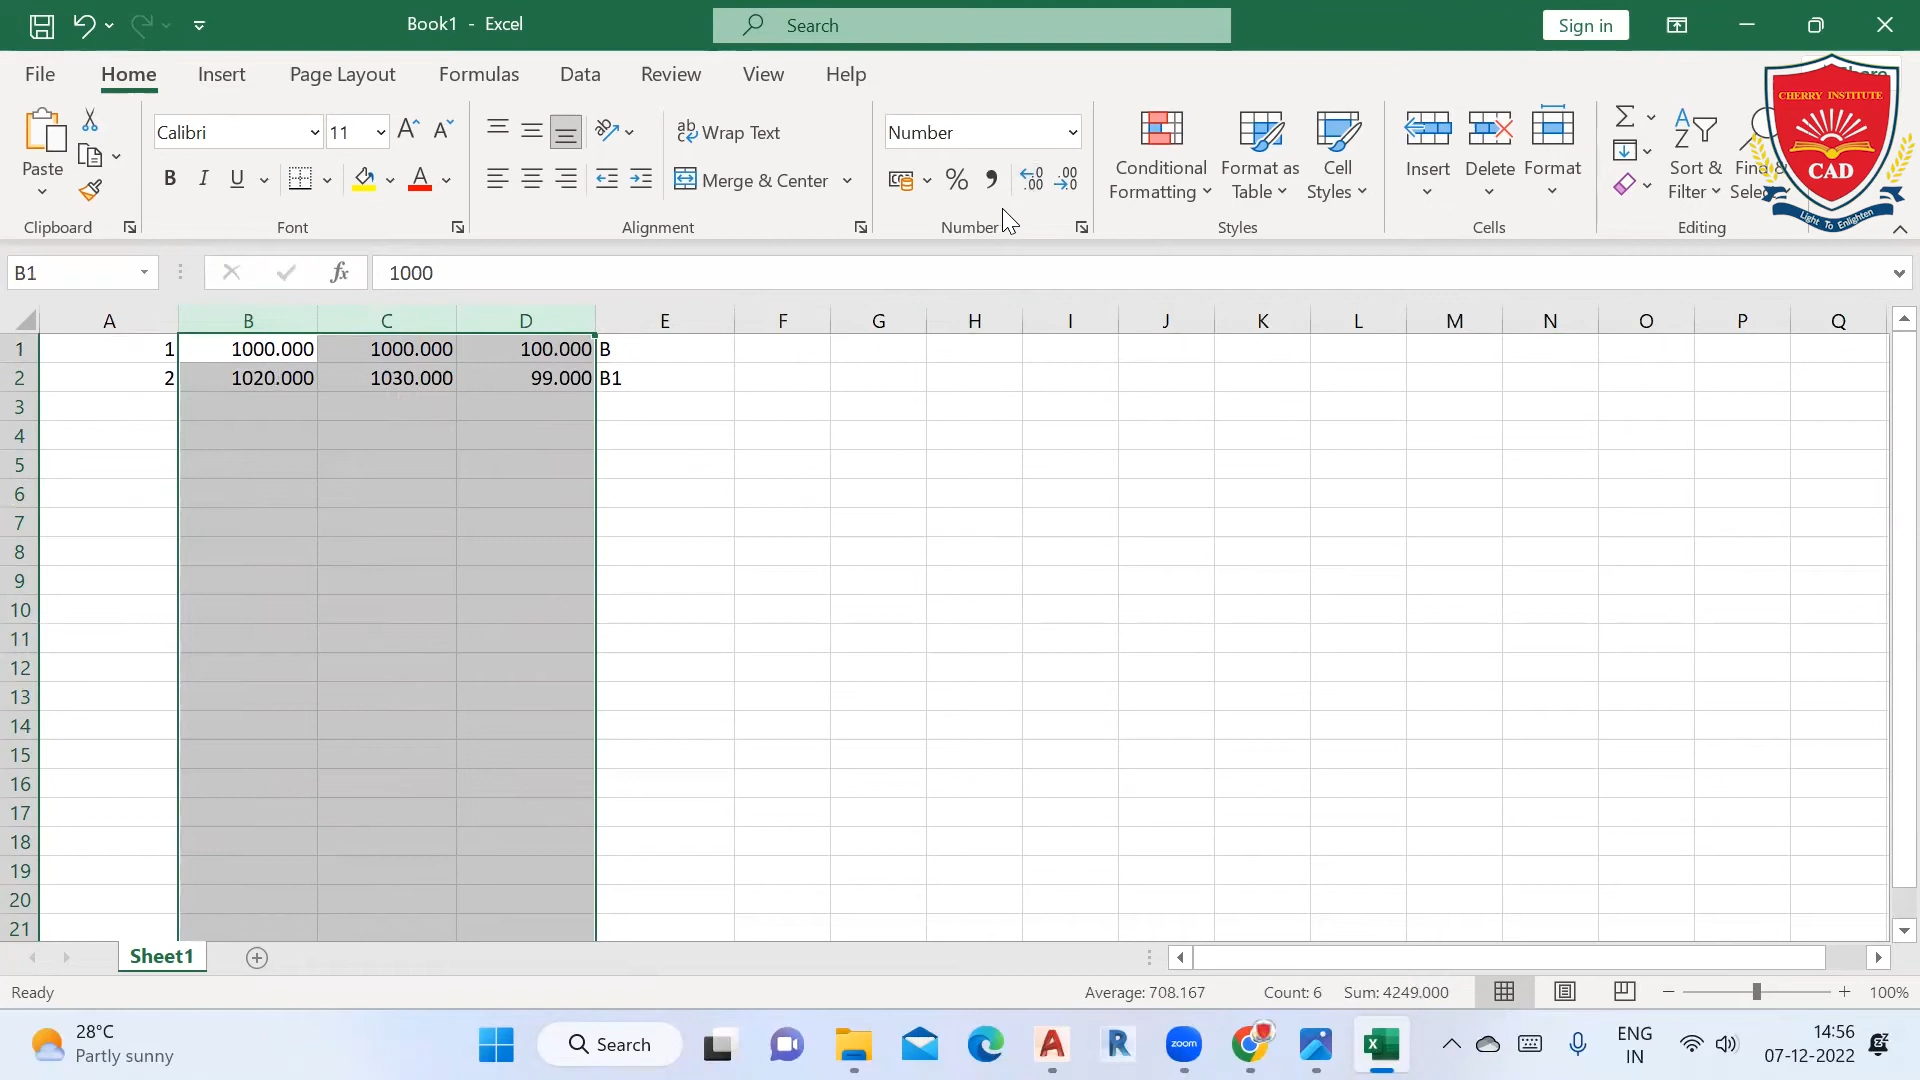 Book1 - Excel
Search
Sign in
File Home Insert Page Layout Formulas Data Review View Help
CHERRY INSTITUTE
CAD
Light To Enlighten
Paste
Clipboard
Calibri 11
B I U A
Font
ab Wrap Text
Merge & Center
Alignment
Number
% , .00 .00
Number
Conditional Formatting
Format as Table
Cell Styles
Styles
Insert Delete Format
Cells
Sort & Filter
Editing
B1 fx 1000
A B C D E F G H I J K L M N O P Q
1 1 1000.000 1000.000 100.000 B
2 2 1020.000 1030.000 99.000 B1
3
4
5
6
7
8
9
10
11
12
13
14
15
16
17
18
19
20
21
Sheet1
Ready Average: 708.167 Count: 6 Sum: 4249.000 100%
28°C
Partly sunny
Search
zoom
ENG
IN
14:56
07-12-2022